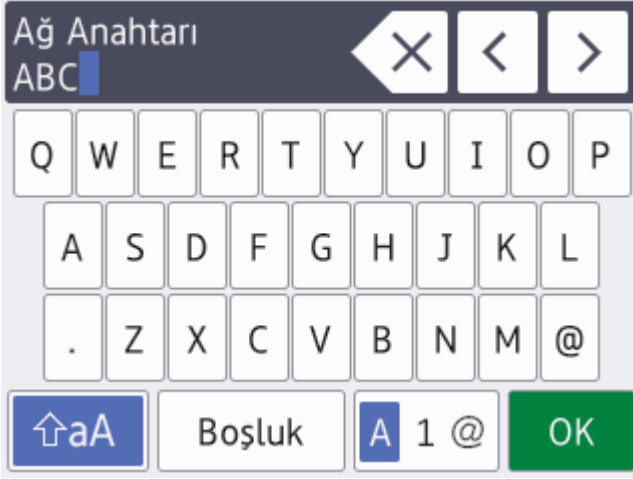 Ağ Anahtarı
ABC
Q W E R T Y U I O P
A S D F G H J K L
. Z X C V B N M @
aA Boşluk A 1 @ OK